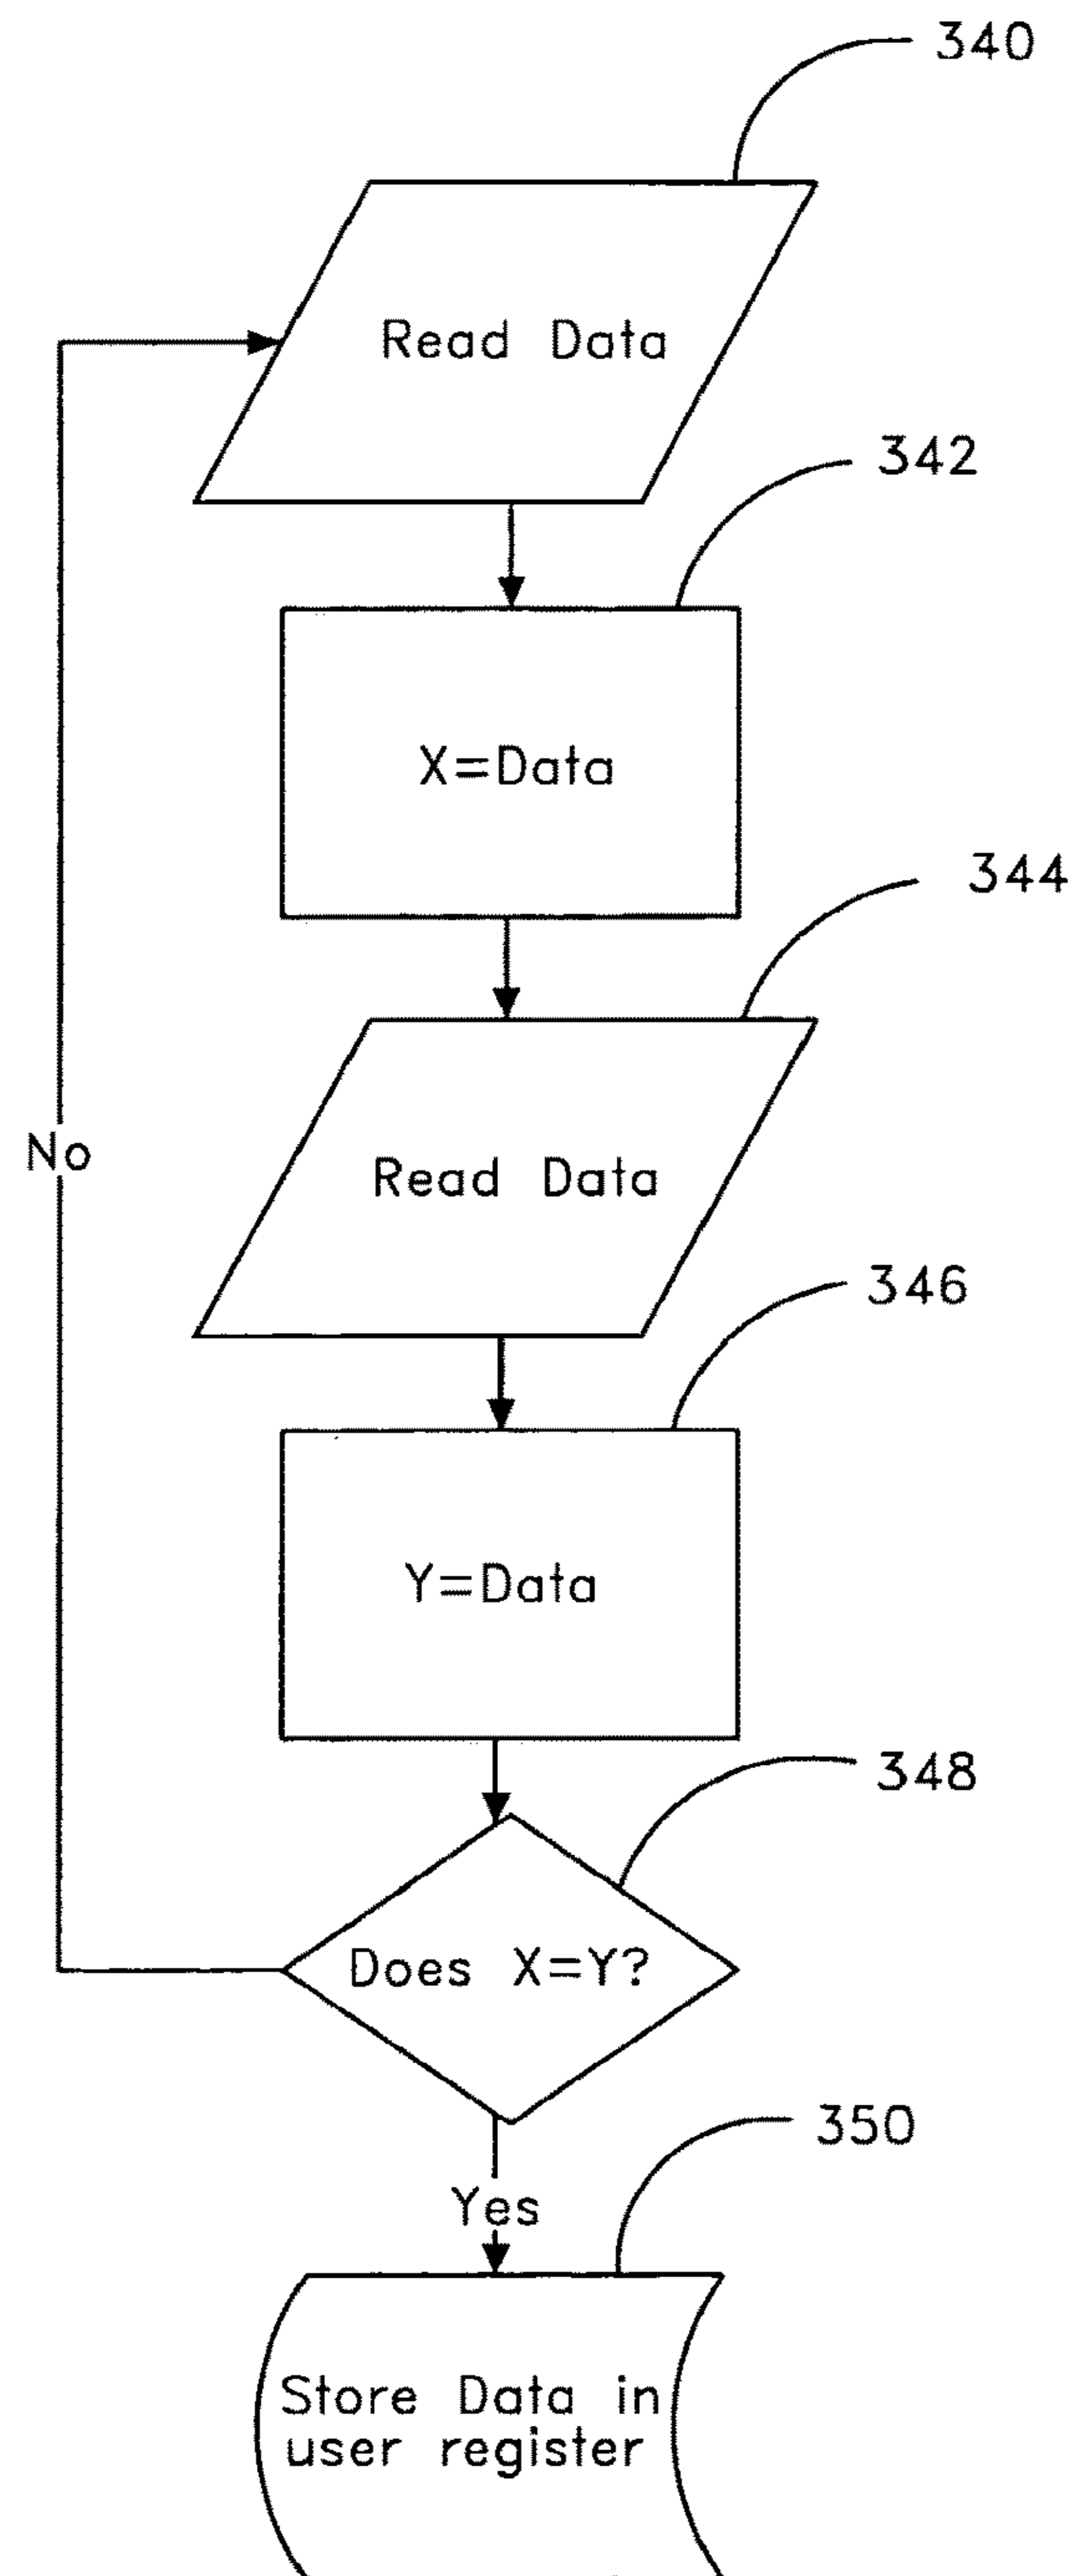 340
Read Data
342
X=Data
344
Read Data
No
346
Y=Data
348
Does X=Y?
350
Yes
Store Data in
user register